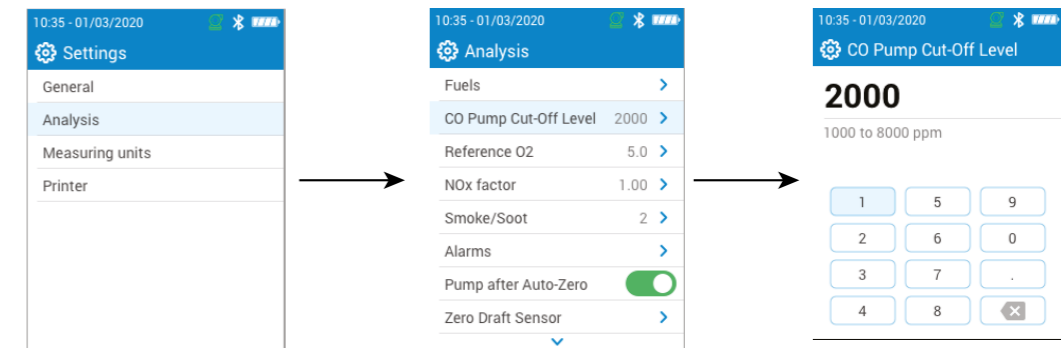 10:35 - 01/03/2020
Settings
General
Analysis
Measuring units
Printer
10:35 - 01/03/2020
Analysis
Fuels
CO Pump Cut-Off Level 2000
Reference O2 5.0
NOx factor 1.00
Smoke/Soot 2
Alarms
Pump after Auto-Zero
Zero Draft Sensor
10:35 - 01/03/2020
CO Pump Cut-Off Level
2000
1000 to 8000 ppm
1 5 9
2 6 0
3 7 .
4 8